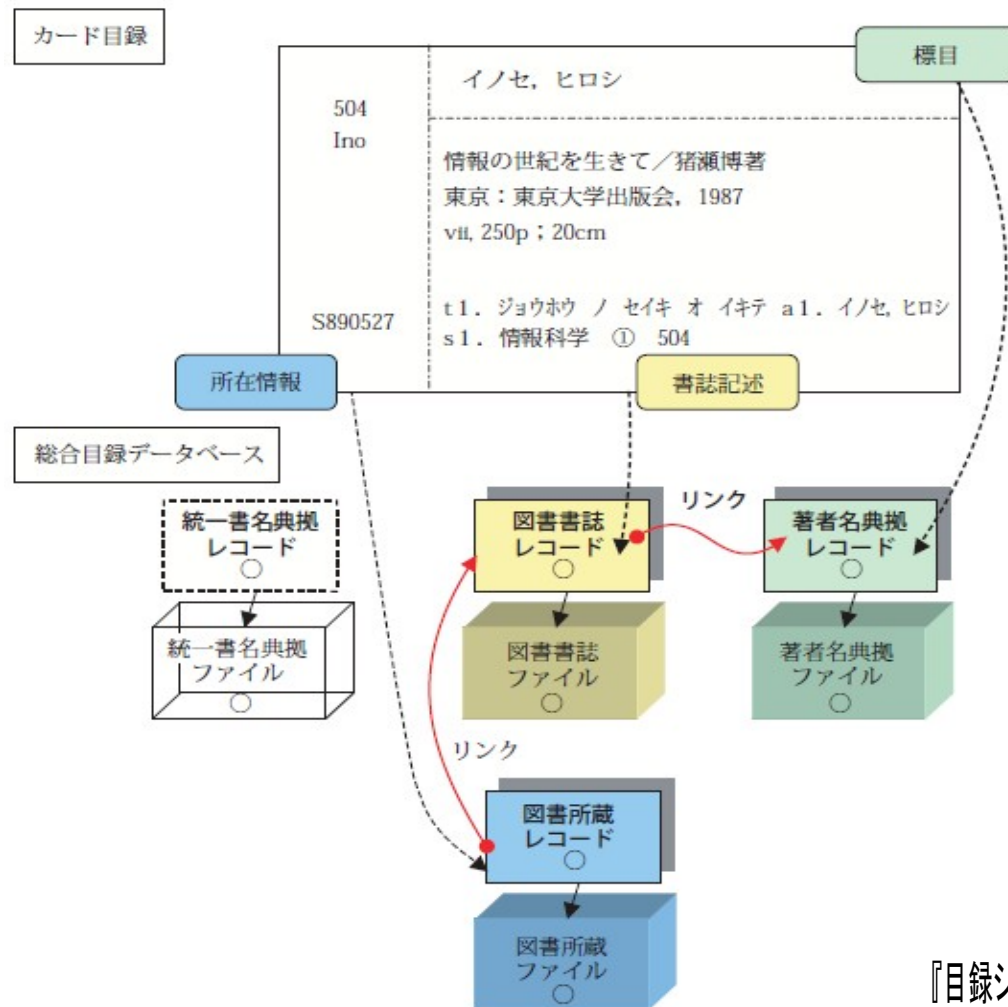 カード目録
標目
イノセ，ヒロシ
504
Ino
情報の世紀を生きて／猪瀬博著
東京：東京大学出版会，1987
vii, 250p；20cm
S890527
t1．ジョウホウ ノ セイキ オ イキテ a1．イノセ, ヒロシ
s1．情報科学 ① 504
所在情報
書誌記述
総合目録データベース
統一書名典拠
レコード
○
図書書誌
レコード
○
リンク
著者名典拠
レコード
○
統一書名典拠
ファイル
○
図書書誌
ファイル
○
著者名典拠
ファイル
○
リンク
図書所蔵
レコード
○
図書所蔵
ファイル
○
『目録シ